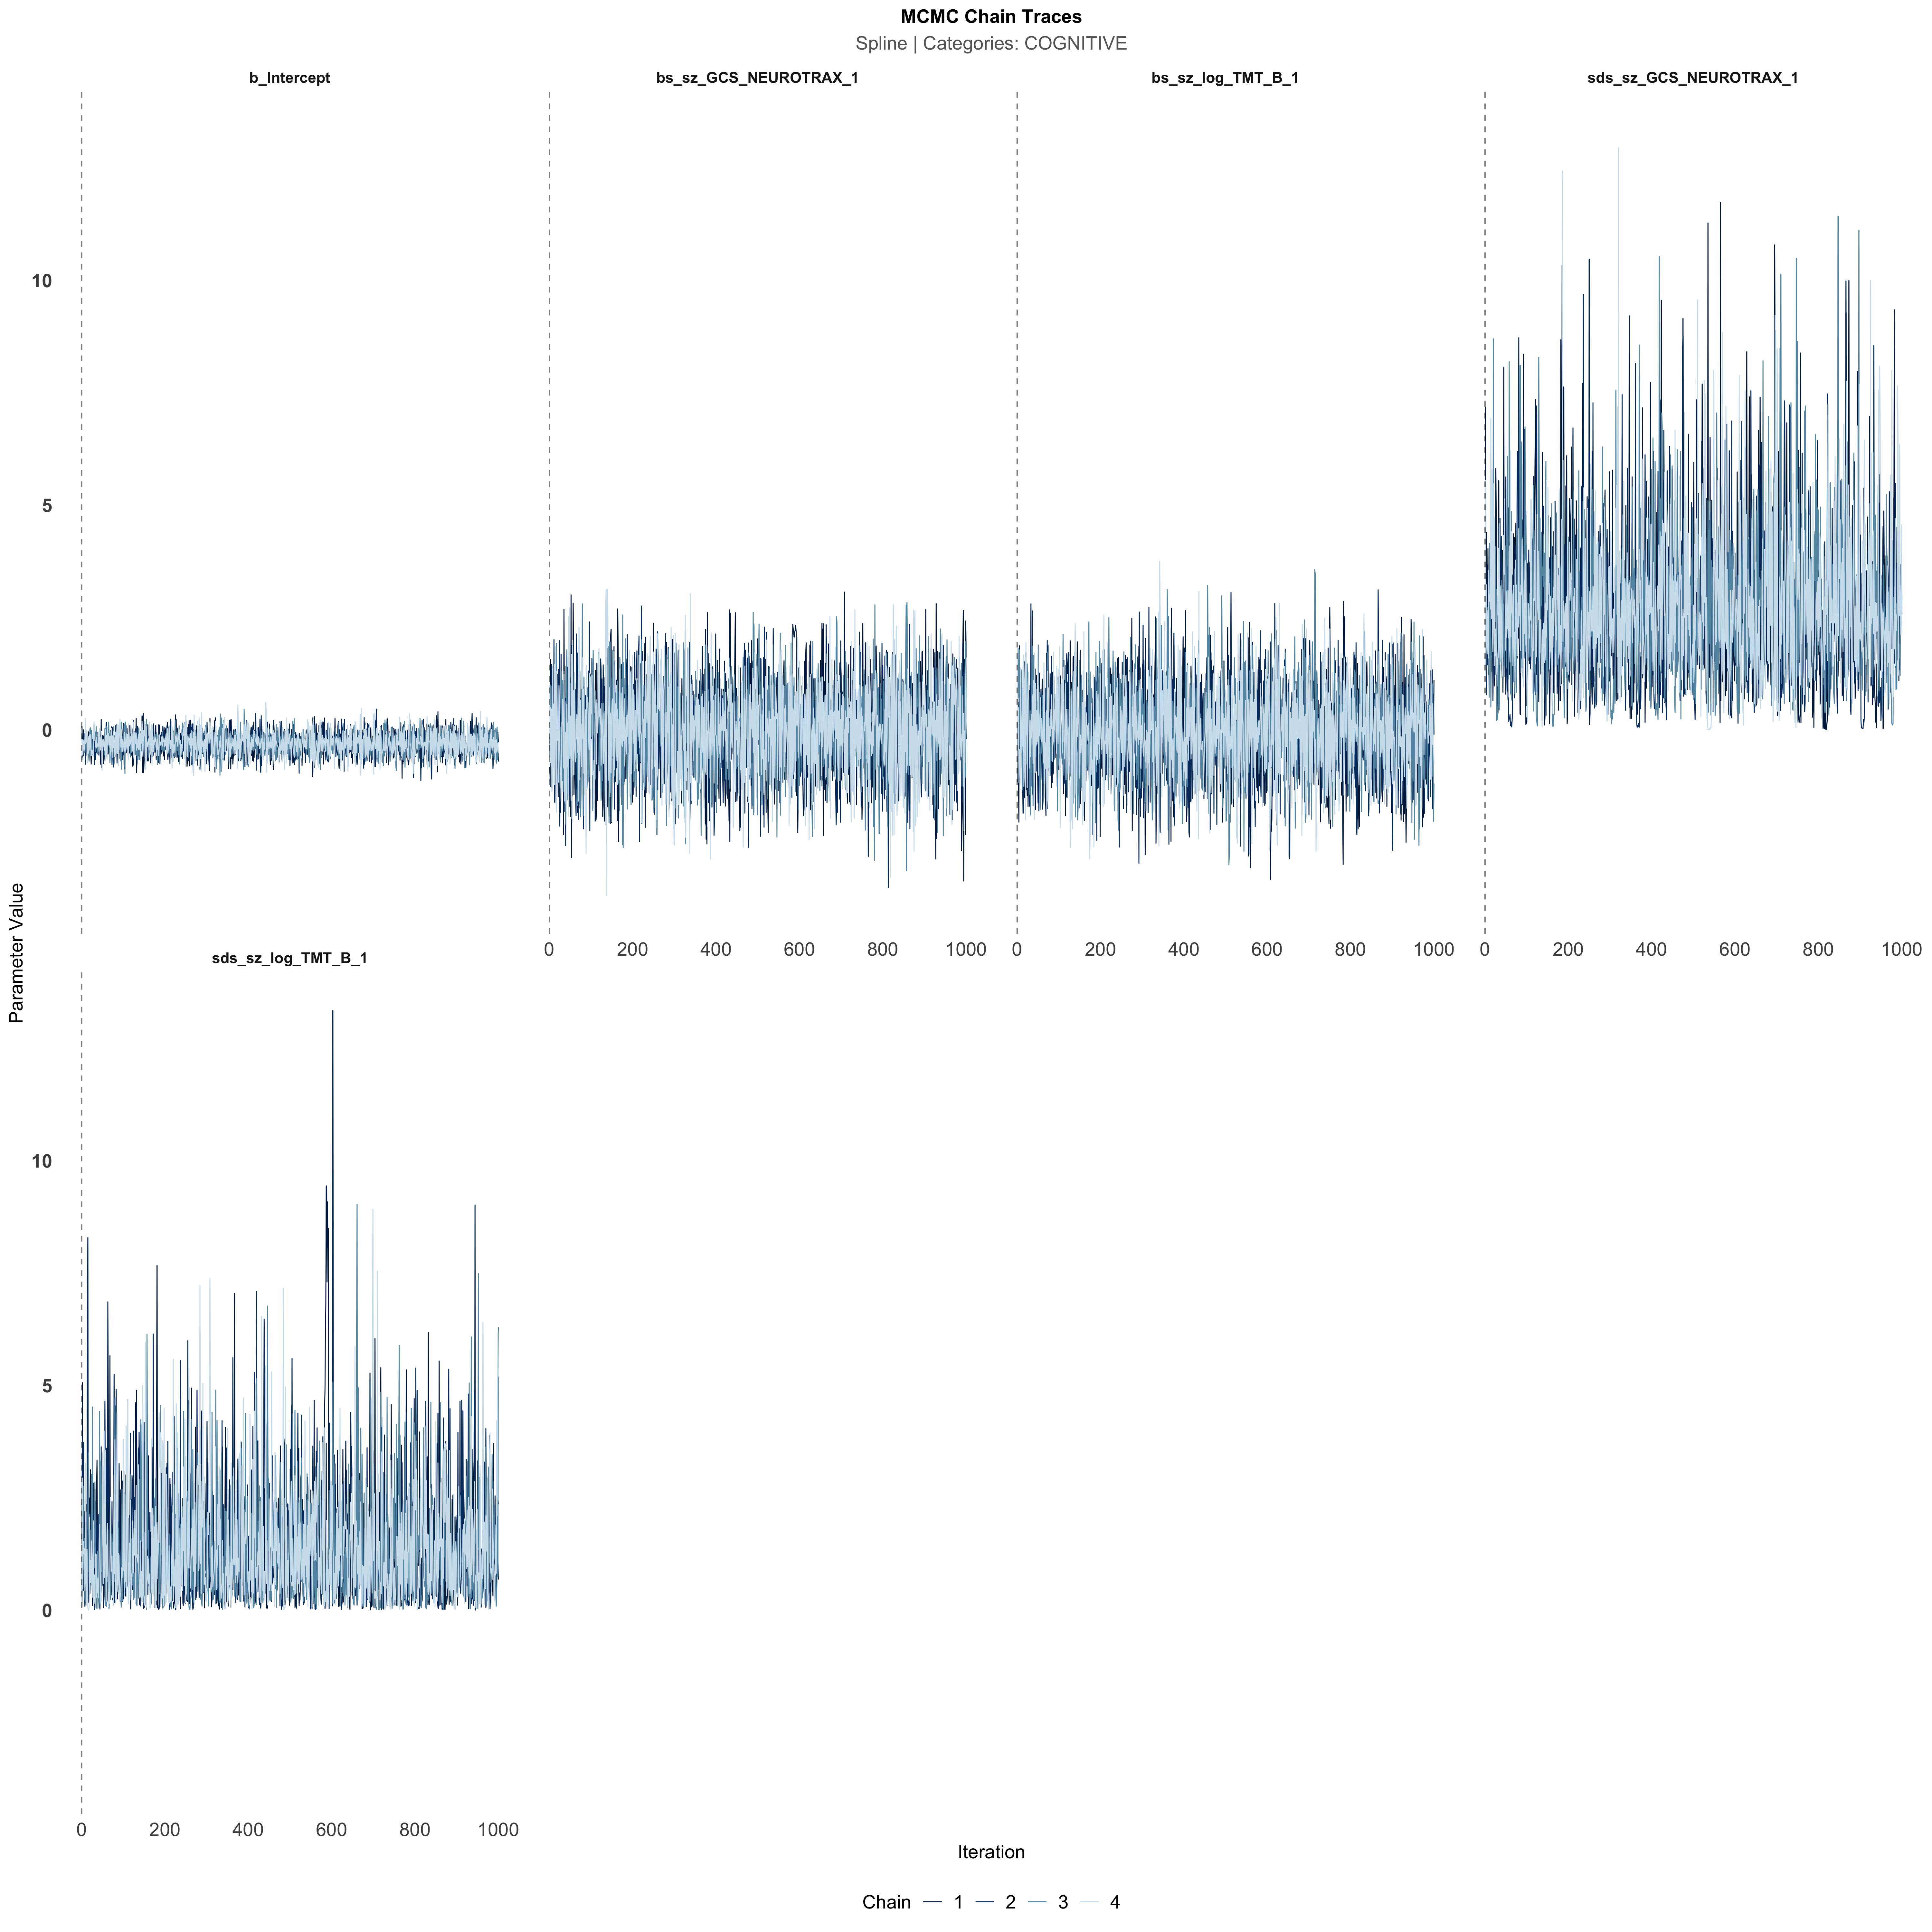 MCMC Chain Traces
Spline | Categories: COGNITIVE
b_Intercept
bs_sz_GCS_NEUROTRAX_1
bs_sz_log_TMT_B_1
sds_sz_GCS_NEUROTRAX_1
10
5
0
0 200 400 600 800 1000
0 200 400 600 800 1000
0 200 400 600 800 1000
Parameter Value
sds_sz_log_TMT_B_1
10
5
0
0 200 400 600 800 1000
Iteration
Chain 1 2 3 4